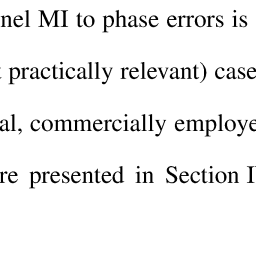 nel MI to phase errors is
practically relevant) case
al, commercially employe
re presented in Section